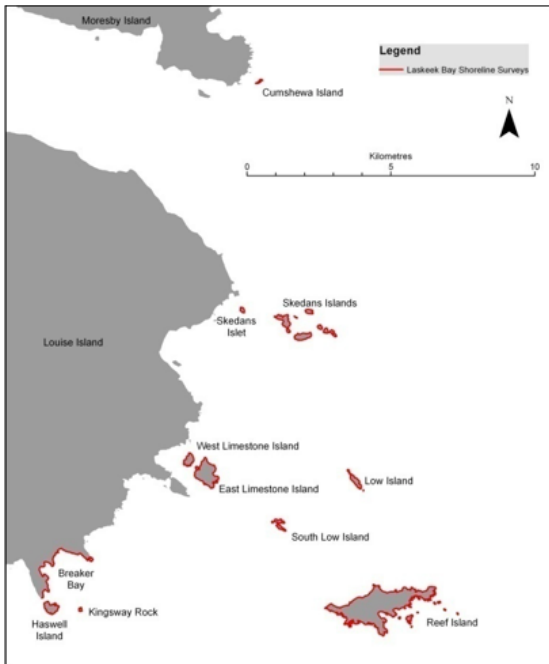 Moresby Island
Legend
Laskeek Bay Shoreline Surveys
Cumshewa Island
N
Kilometres
0 5 10
Skedans Islands
Skedans
Islet
Louise Island
West Limestone Island
East Limestone Island
Low Island
South Low Island
Breaker
Bay
Haswell
Island
Kingsway Rock
Reef Island